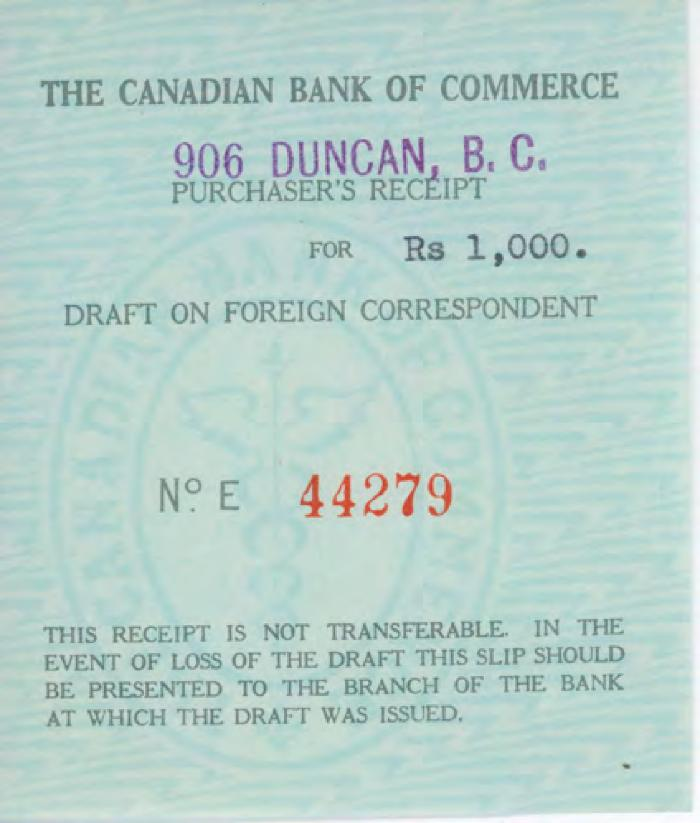 THE CANADIAN BANK OF COMMERCE
906 DUNCAN, B. C.
PURCHASER'S RECEIPT
FOR Rs 1,000.
DRAFT ON FOREIGN CORRESPONDENT
Nº. E 44279
THIS RECEIPT IS NOT TRANSFERABLE. IN THE
EVENT OF LOSS OF THE DRAFT THIS SLIP SHOULD
BE PRESENTED TO THE BRANCH OF THE BANK
AT WHICH THE DRAFT WAS ISSUED.